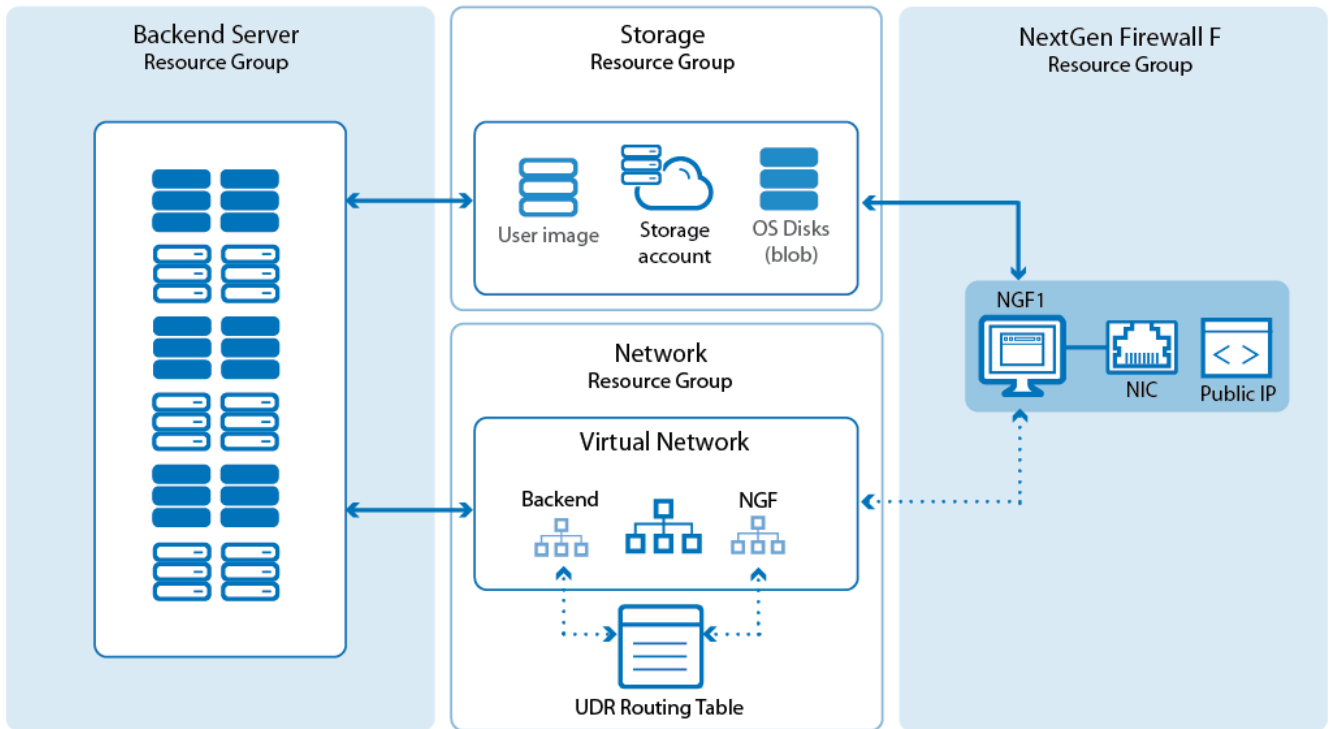 Backend Server
Resource Group
Storage
Resource Group
User image
Storage
account
OS Disks
(blob)
NextGen Firewall F
Resource Group
NGF1
NIC
Public IP
Network
Resource Group
Virtual Network
Backend
NGF
UDR Routing Table